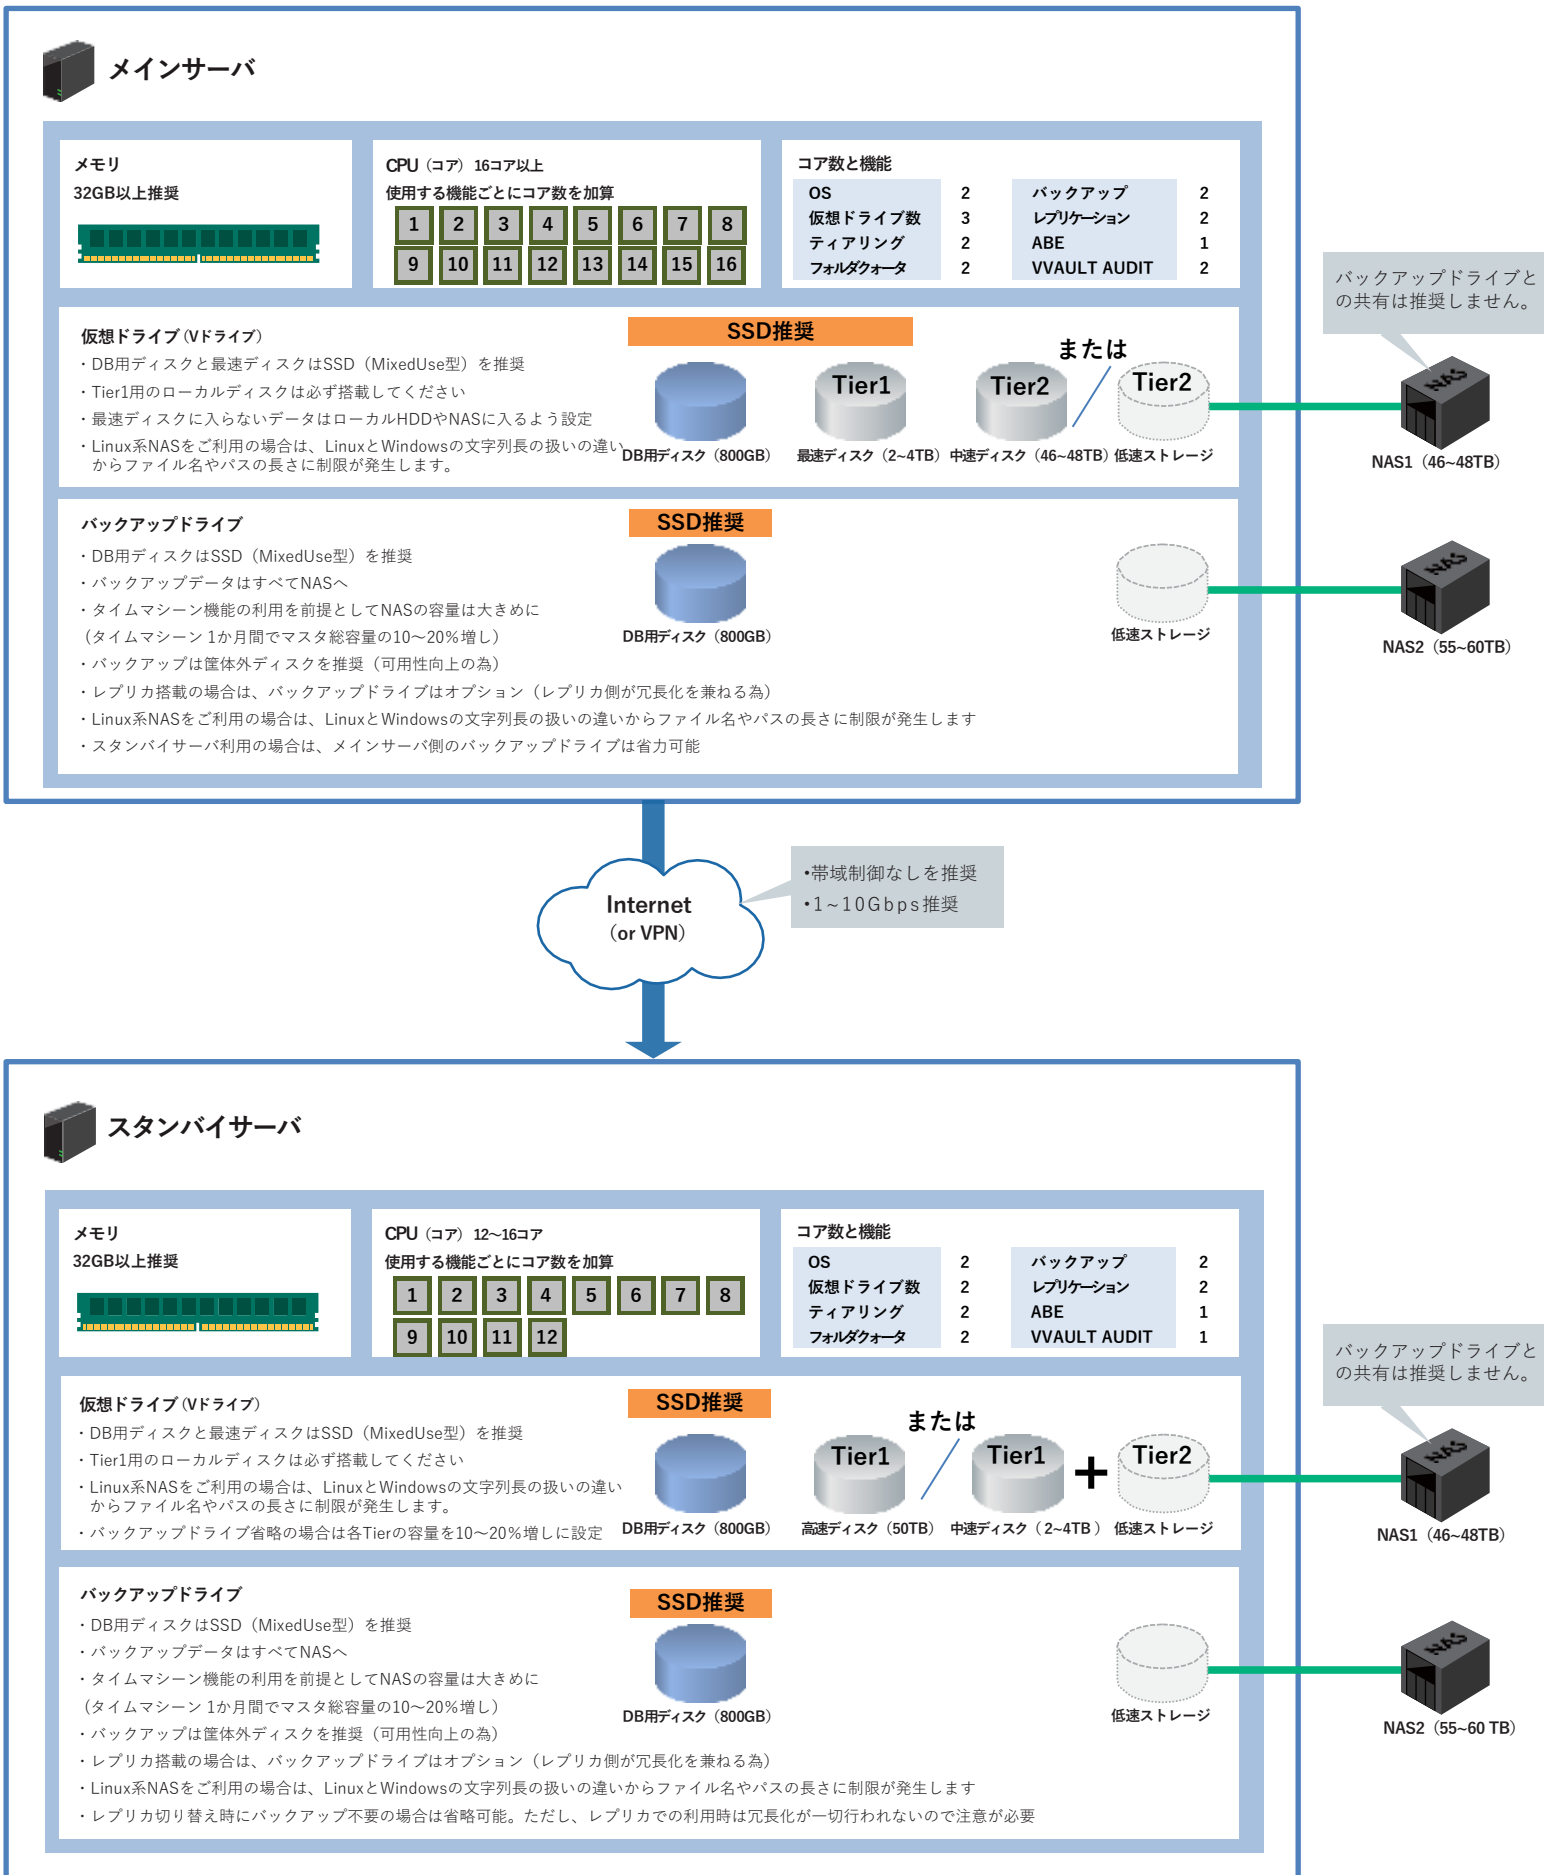 メインサーバ
メモリ
32GB以上推奨
CPU（コア） 16コア以上
使用する機能ごとにコア数を加算
1 2 3 4 5 6 7 8
9 10 11 12 13 14 15 16
コア数と機能
OS 2 バックアップ 2
仮想ドライブ数 3 レプリケーション 2
ティアリング 2 ABE 1
フォルダクォータ 2 VVAULT AUDIT 2
バックアップドライブと
の共有は推奨しません。
仮想ドライブ（Vドライブ）
・DB用ディスクと最速ディスクはSSD（MixedUse型）を推奨
・Tier1用のローカルディスクは必ず搭載してください
・最速ディスクに入らないデータはローカルHDDやNASに入るよう設定
・Linux系NASをご利用の場合は、LinuxとWindowsの文字列長の扱いの違い
からファイル名やパスの長さに制限が発生します。
SSD推奨
または
Tier1 Tier2 Tier2
DB用ディスク（800GB） 最速ディスク（2~4TB） 中速ディスク（46~48TB） 低速ストレージ
NAS
NAS1（46~48TB）
バックアップドライブ
・DB用ディスクはSSD（MixedUse型）を推奨
・バックアップデータはすべてNASへ
・タイムマシーン機能の利用を前提としてNASの容量は大きめに
（タイムマシーン 1か月間でマスタ総容量の10〜20%増し）
・バックアップは筐体外ディスクを推奨（可用性向上の為）
・レプリカ搭載の場合は、バックアップドライブはオプション（レプリカ側が冗長化を兼ねる為）
・Linux系NASをご利用の場合は、LinuxとWindowsの文字列長の扱いの違いからファイル名やパスの長さに制限が発生します
・スタンバイサーバ利用の場合は、メインサーバ側のバックアップドライブは省力可能
SSD推奨
DB用ディスク（800GB）
低速ストレージ
NAS
NAS2（55~60TB）
Internet
（or VPN）
•帯域制御なしを推奨
•1~10Gbps推奨
スタンバイサーバ
メモリ
32GB以上推奨
CPU（コア） 12〜16コア
使用する機能ごとにコア数を加算
1 2 3 4 5 6 7 8
9 10 11 12
コア数と機能
OS 2 バックアップ 2
仮想ドライブ数 2 レプリケーション 2
ティアリング 2 ABE 1
フォルダクォータ 2 VVAULT AUDIT 1
バックアップドライブと
の共有は推奨しません。
仮想ドライブ（Vドライブ）
・DB用ディスクと最速ディスクはSSD（MixedUse型）を推奨
・Tier1用のローカルディスクは必ず搭載してください
・Linux系NASをご利用の場合は、LinuxとWindowsの文字列長の扱いの違い
からファイル名やパスの長さに制限が発生します。
・バックアップドライブ省略の場合は各Tierの容量を10〜20%増しに設定
SSD推奨
または
Tier1 Tier1 + Tier2
DB用ディスク（800GB） 高速ディスク（50TB） 中速ディスク（ 2~4TB ） 低速ストレージ
NAS
NAS1（46~48TB）
バックアップドライブ
・DB用ディスクはSSD（MixedUse型）を推奨
・バックアップデータはすべてNASへ
・タイムマシーン機能の利用を前提としてNASの容量は大きめに
（タイムマシーン 1か月間でマスタ総容量の10〜20%増し）
・バックアップは筐体外ディスクを推奨（可用性向上の為）
・レプリカ搭載の場合は、バックアップドライブはオプション（レプリカ側が冗長化を兼ねる為）
・Linux系NASをご利用の場合は、LinuxとWindowsの文字列長の扱いの違いからファイル名やパスの長さに制限が発生します
・レプリカ切り替え時にバックアップ不要の場合は省略可能。ただし、レプリカでの利用時は冗長化が一切行われないので注意が必要
SSD推奨
DB用ディスク（800GB）
低速ストレージ
NAS
NAS2（55~60 TB）